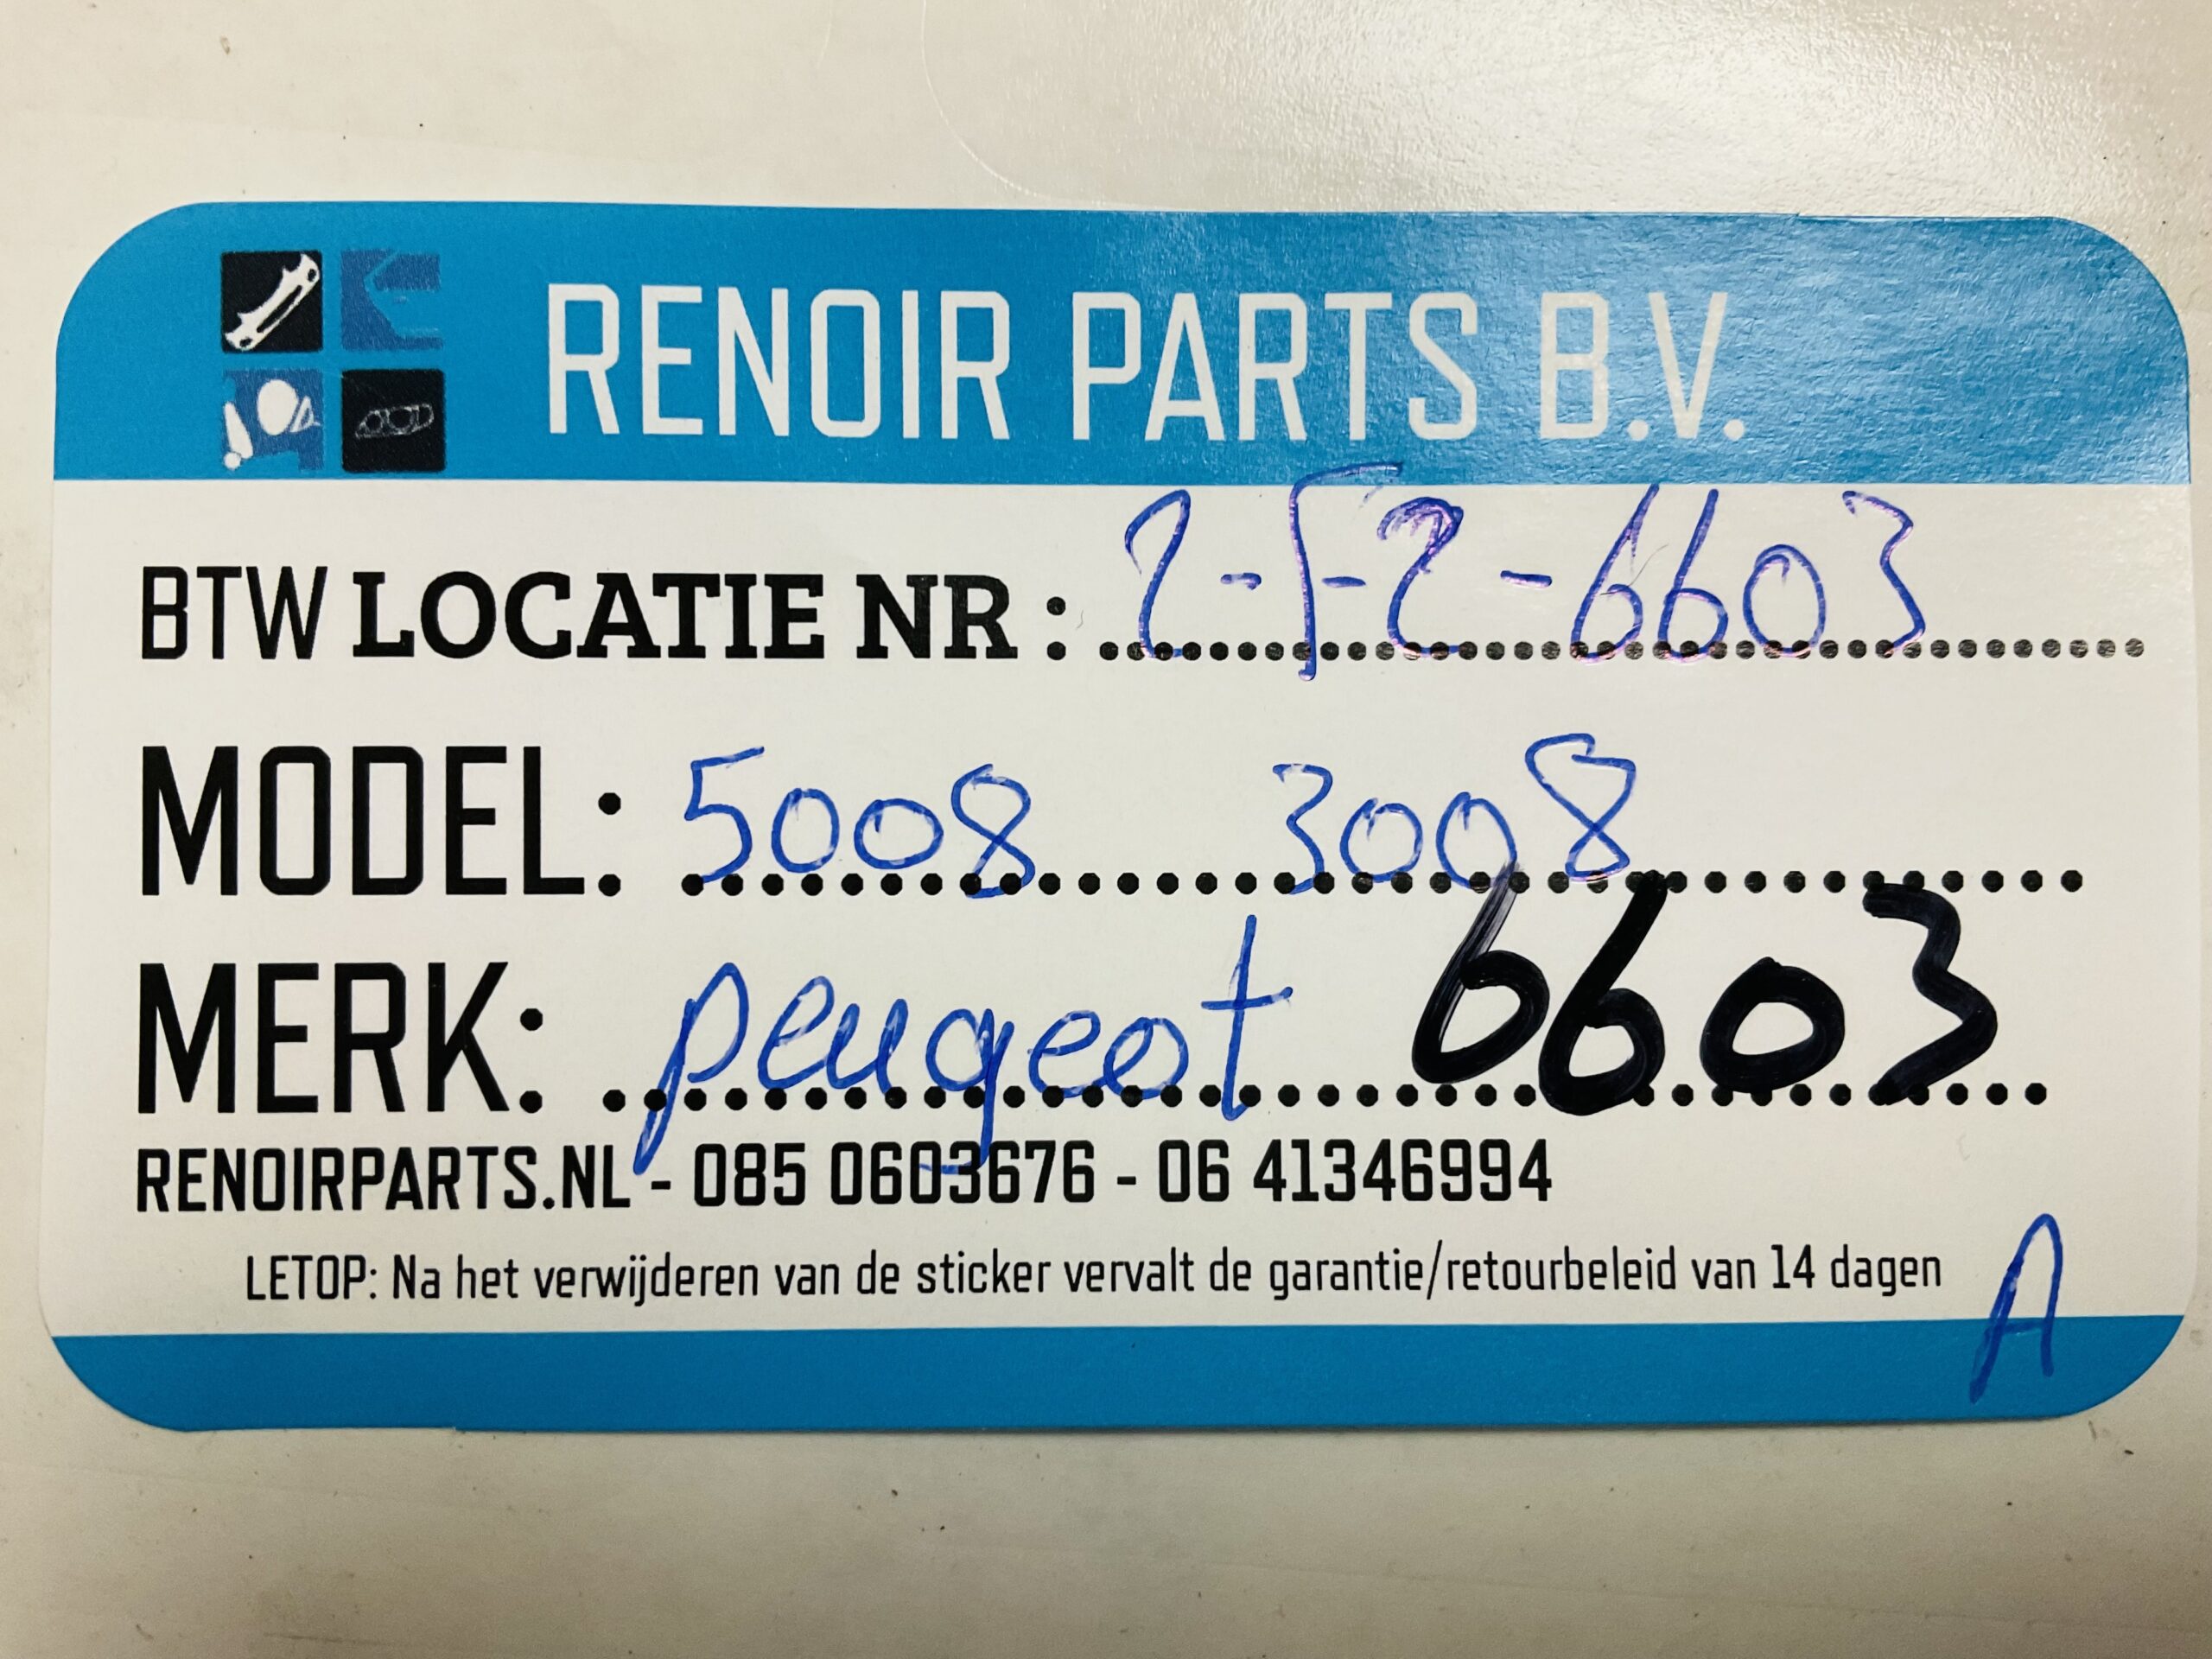 RENOIR PARTS B.V.
BTW LOCATIE NR : 2-F2-6603
MODEL: 5008 3008
MERK: peugeot 6603
RENOIRPARTS.NL - 085 0603676 - 06 41346994
LETOP: Na het verwijderen van de sticker vervalt de garantie/retourbeleid van 14 dagen
A